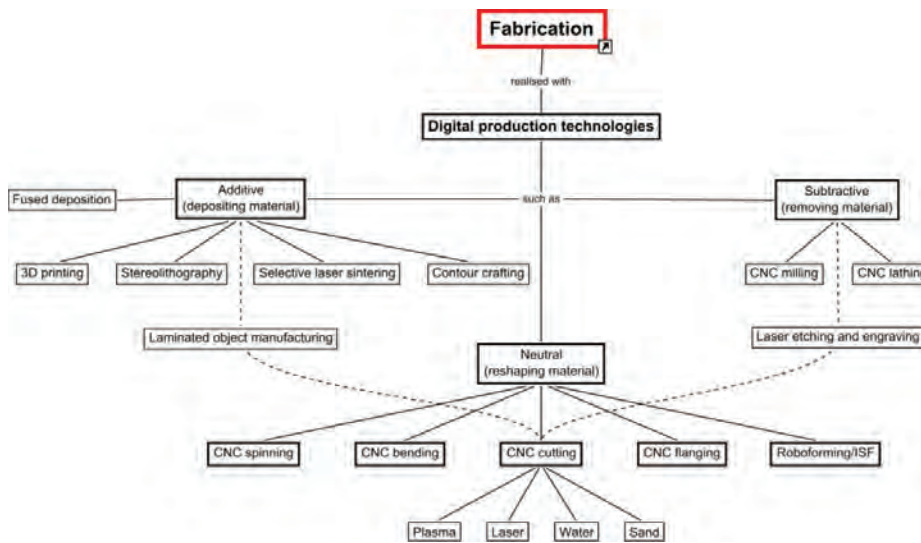 Fabrication
realised with
Digital production technologies
Additive
(depositing material)
Subtractive
(removing material)
Fused deposition
such as
3D printing
Stereolithography
Selective laser sintering
Contour crafting
CNC milling
CNC lathing
Laminated object manufacturing
Laser etching and engraving
Neutral
(reshaping material)
CNC spinning
CNC bending
CNC cutting
CNC flanging
Roboforming/ISF
Plasma
Laser
Water
Sand